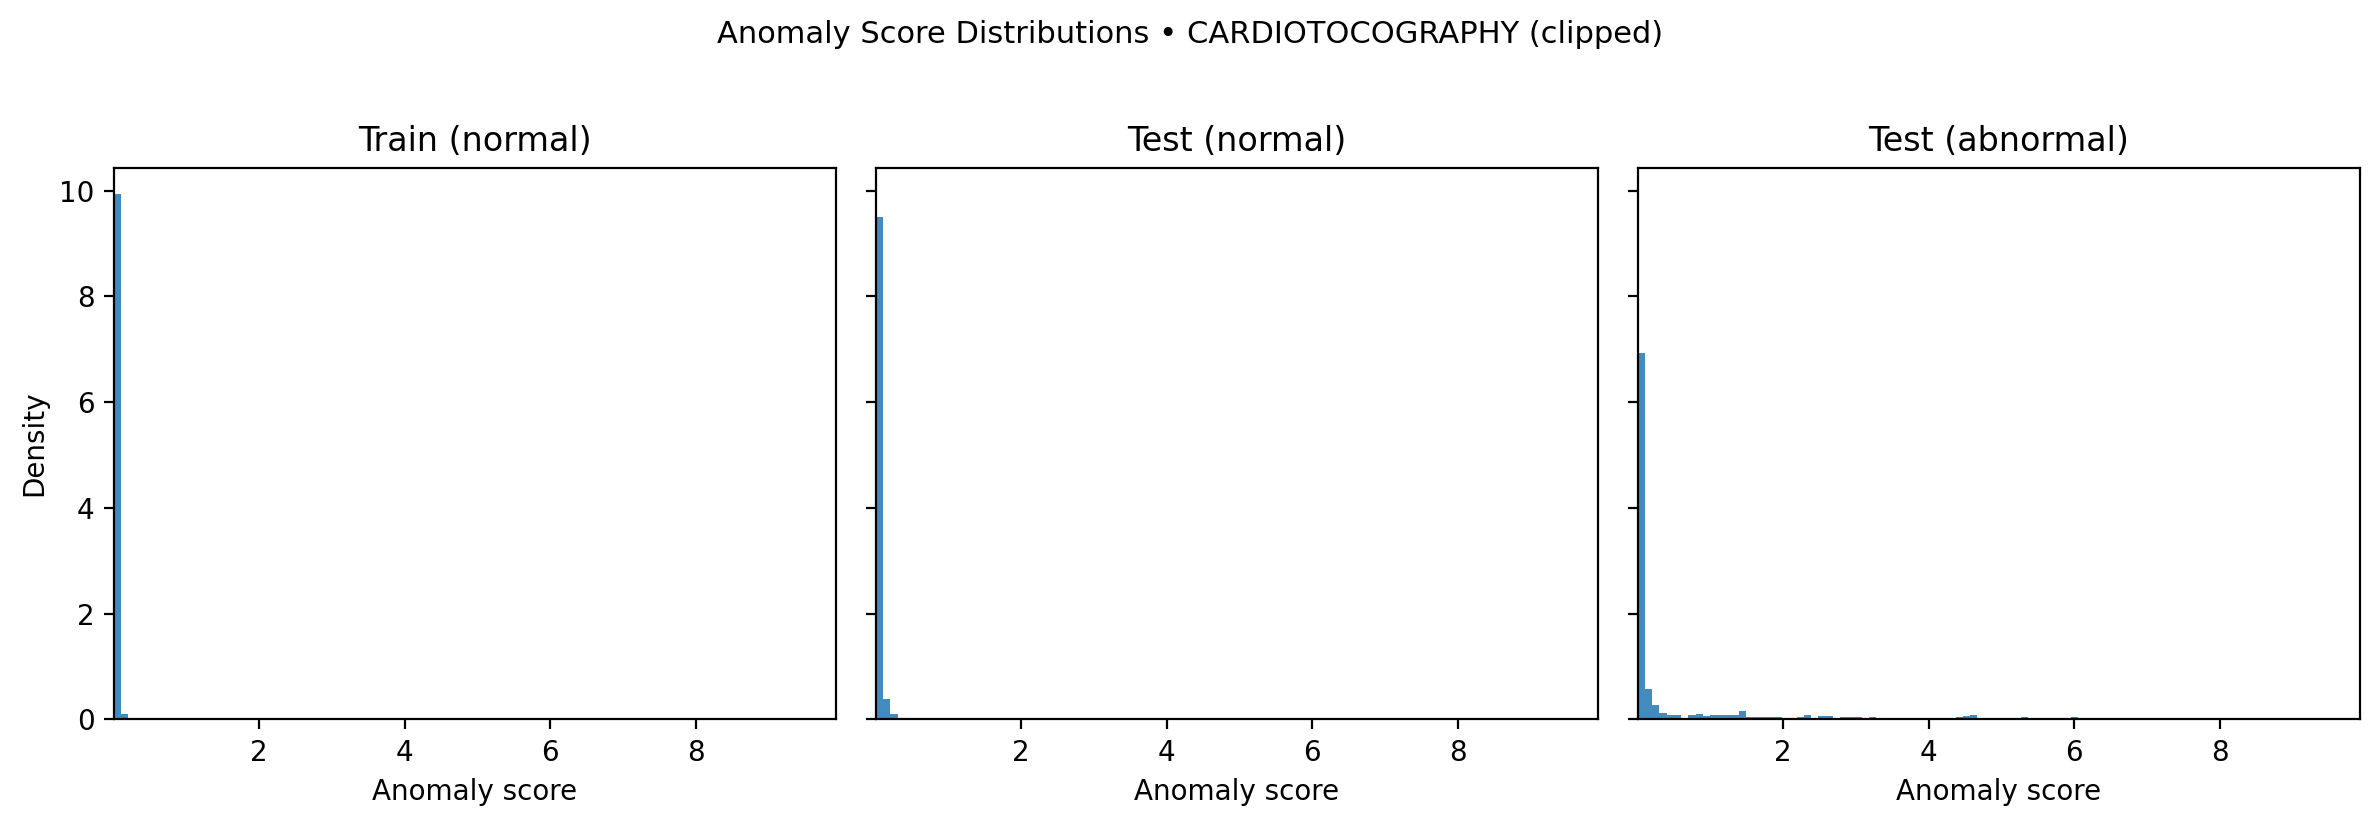 Anomaly Score Distributions • CARDIOTOCOGRAPHY (clipped)
Train (normal)
Test (normal)
Test (abnormal)
Density
10
8
6
4
2
0
2 4 6 8
2 4 6 8
2 4 6 8
Anomaly score
Anomaly score
Anomaly score